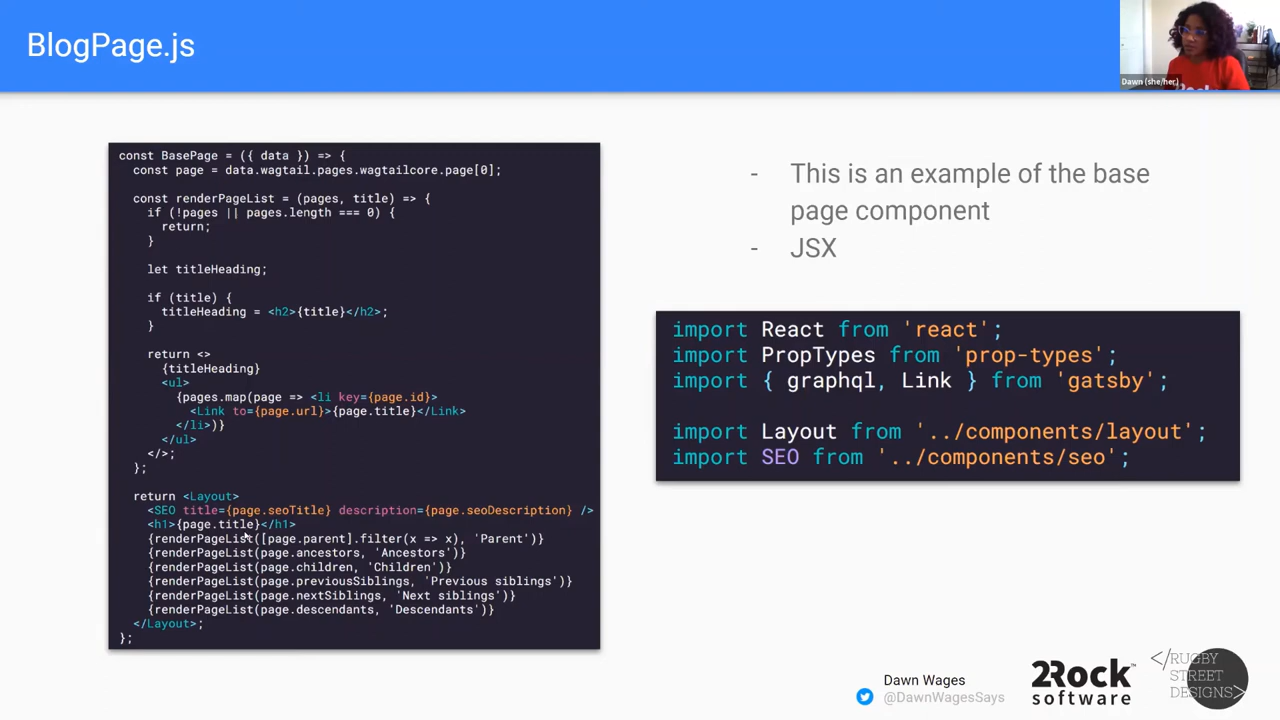 BlogPage.js
Dawn (she/her)
const BasePage = ({ data }) => {
const page = data.wagtail.pages.wagtailcore.page[0];
const renderPageList = (pages, title) => {
if (!pages || pages.length === 0) {
return;
}
let titleHeading;
if (title) {
titleHeading = <h2>{title}</h2>;
}
return <>
{titleHeading}
<ul>
{pages.map(page => <li key={page.id}>
<Link to={page.url}>{page.title}</Link>
</li>)}
</ul>
</>;
};
return <Layout>
<SEO title={page.seoTitle} description={page.seoDescription} />
<h1>{page.title}</h1>
{renderPageList([page.parent].filter(x => x), 'Parent')}
{renderPageList(page.ancestors, 'Ancestors')}
{renderPageList(page.children, 'Children')}
{renderPageList(page.previousSiblings, 'Previous siblings')}
{renderPageList(page.nextSiblings, 'Next siblings')}
{renderPageList(page.descendants, 'Descendants')}
</Layout>;
};
- This is an example of the base
page component
- JSX
import React from 'react';
import PropTypes from 'prop-types';
import { graphql, Link } from 'gatsby';
import Layout from '../components/layout';
import SEO from '../components/seo';
Dawn Wages
@DawnWagesSays
2Rock™
software
</RUGBY
STREET
DESIGNS>